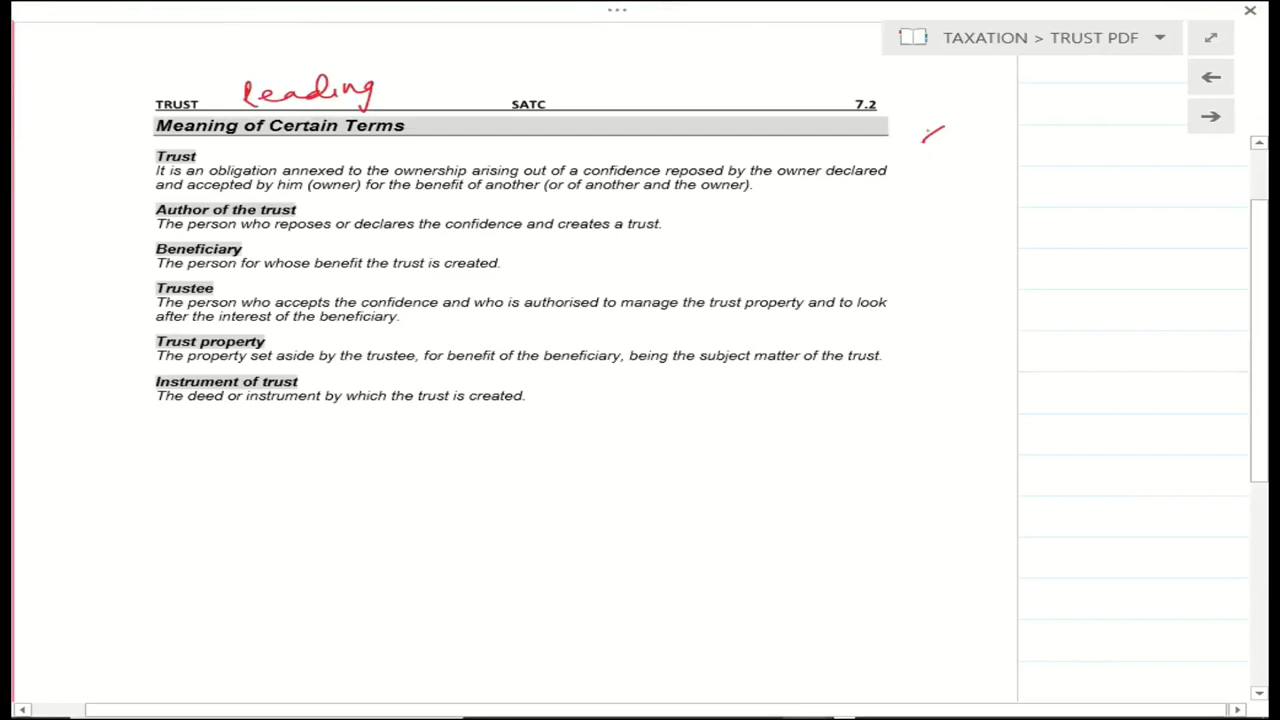 TAXATION > TRUST PDF
Reading
TRUST SATC 7.2
Meaning of Certain Terms
Trust
It is an obligation annexed to the ownership arising out of a confidence reposed by the owner declared
and accepted by him (owner) for the benefit of another (or of another and the owner).
Author of the trust
The person who reposes or declares the confidence and creates a trust.
Beneficiary
The person for whose benefit the trust is created.
Trustee
The person who accepts the confidence and who is authorised to manage the trust property and to look
after the interest of the beneficiary.
Trust property
The property set aside by the trustee, for benefit of the beneficiary, being the subject matter of the trust.
Instrument of trust
The deed or instrument by which the trust is created.